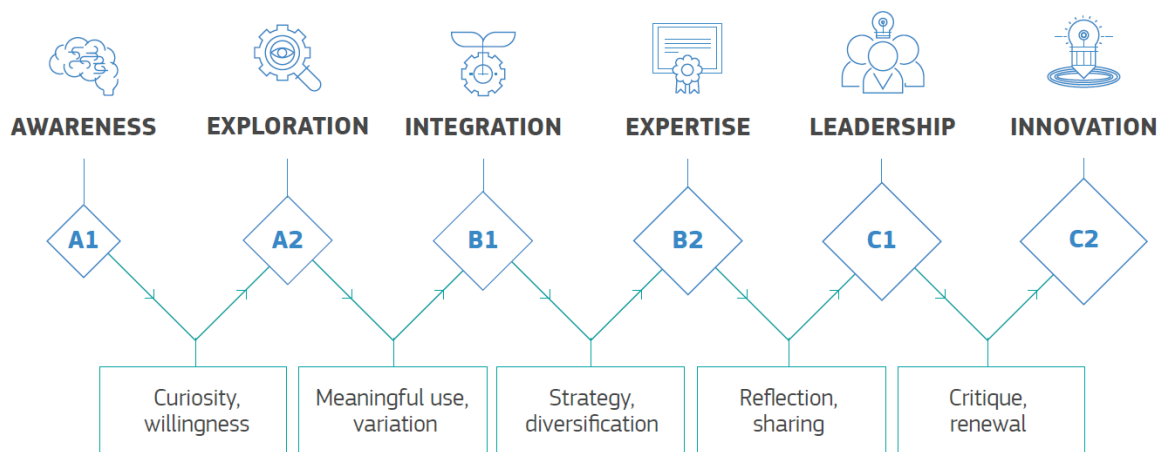 AWARENESS
EXPLORATION
INTEGRATION
EXPERTISE
LEADERSHIP
INNOVATION
A1
A2
B1
B2
C1
C2
Curiosity,
willingness
Meaningful use,
variation
Strategy,
diversification
Reflection,
sharing
Critique,
renewal